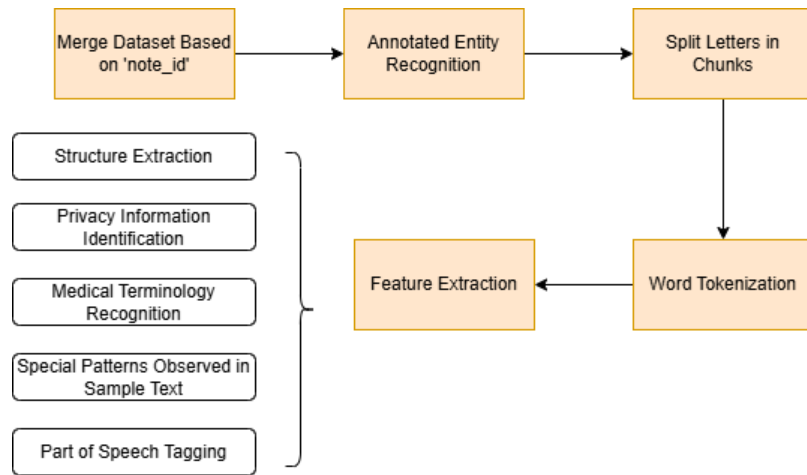 Merge Dataset Based
on 'note_id'
Annotated Entity
Recognition
Split Letters in
Chunks
Structure Extraction
Privacy Information
Identification
Medical Terminology
Recognition
Special Patterns Observed in
Sample Text
Part of Speech Tagging
Feature Extraction
Word Tokenization